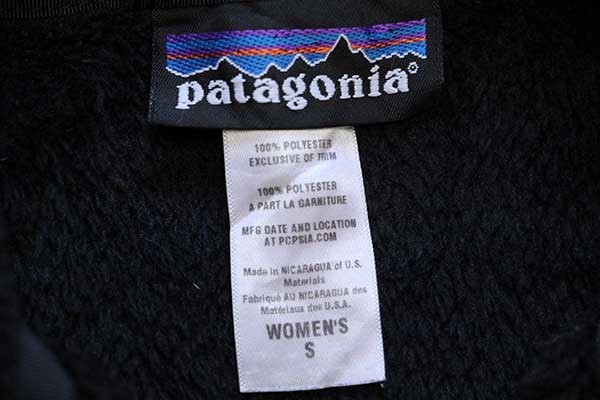 patagonia®
100% POLYESTER
EXCLUSIVE OF TRIM
100% POLYESTER
A PART LA GARNITURE
MFG DATE AND LOCATION
AT PCPSIA.COM
Made in NICARAGUA of U.S.
Materials
Fabriqué AU NICARAGUA des
Matériaux des U.S.A.
WOMEN'S
S